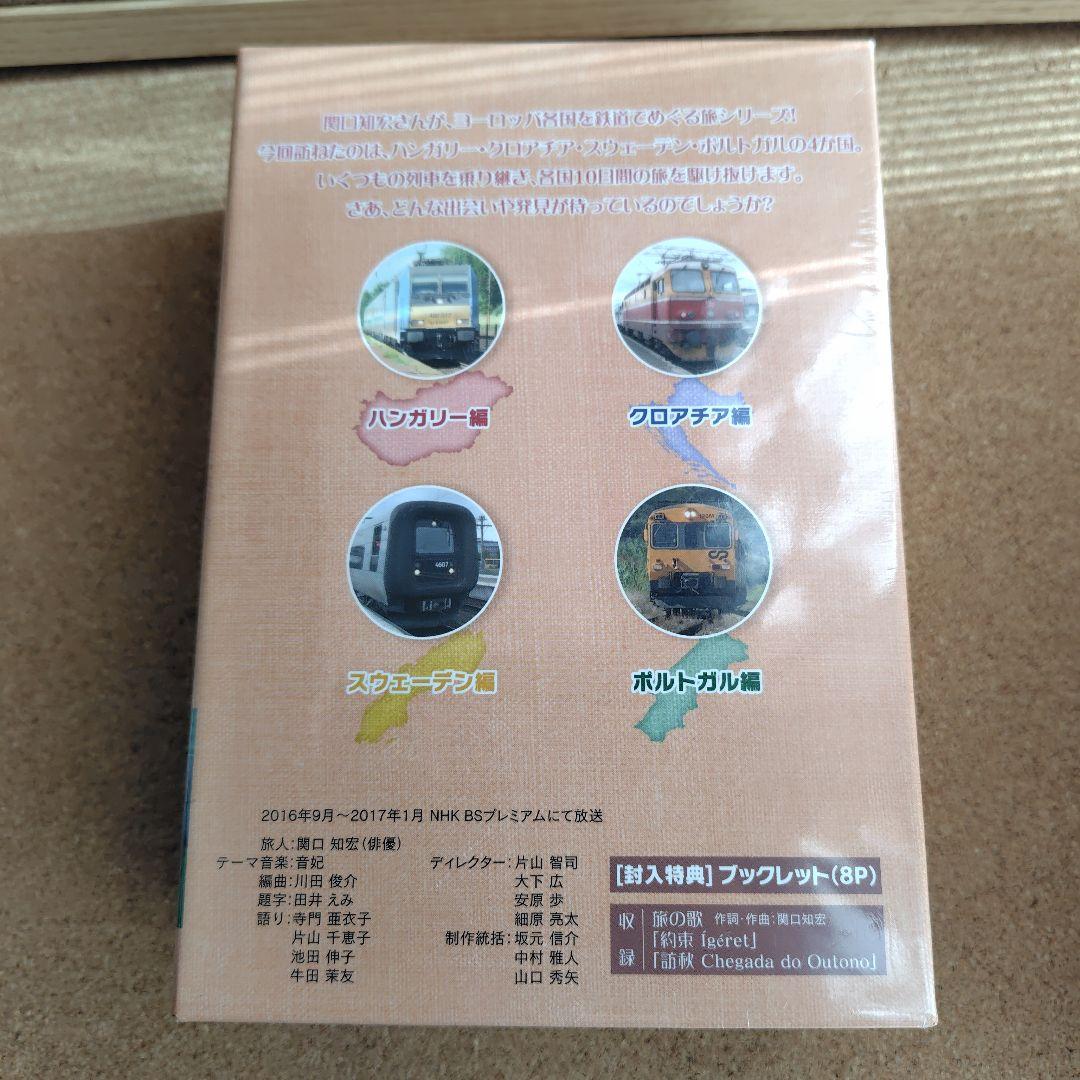 関口知宏さんが、ヨーロッパ各国を鉄道でめぐる旅シリーズ!
今回訪ねたのは、ハンガリー・クロアチア・スウェーデン・ポルトガルの4か国。
いくつもの列車を乗り継ぎ、各国10日間の旅を駆け抜けます。
さあ、どんな出会いや発見が待っているのでしょうか?
ハンガリー編
クロアチア編
4607
スウェーデン編
ポルトガル編
2016年9月~2017年1月 NHK BSプレミアムにて放送
旅人:関口 知宏(俳優)
テーマ音楽:音妃
編曲:川田 俊介
題字:田井 えみ
語り:寺門 亜衣子
片山 千恵子
池田 伸子
牛田 茉友
ディレクター:片山 智司
大下 広
安原 歩
細原 亮太
制作統括:坂元 信介
中村 雅人
山口 秀矢
[封入特典] ブックレット(8P)
収録
旅の歌 作詞・作曲:関口知宏
「約束 Ígéret」
「訪秋 Chegada do Outono」